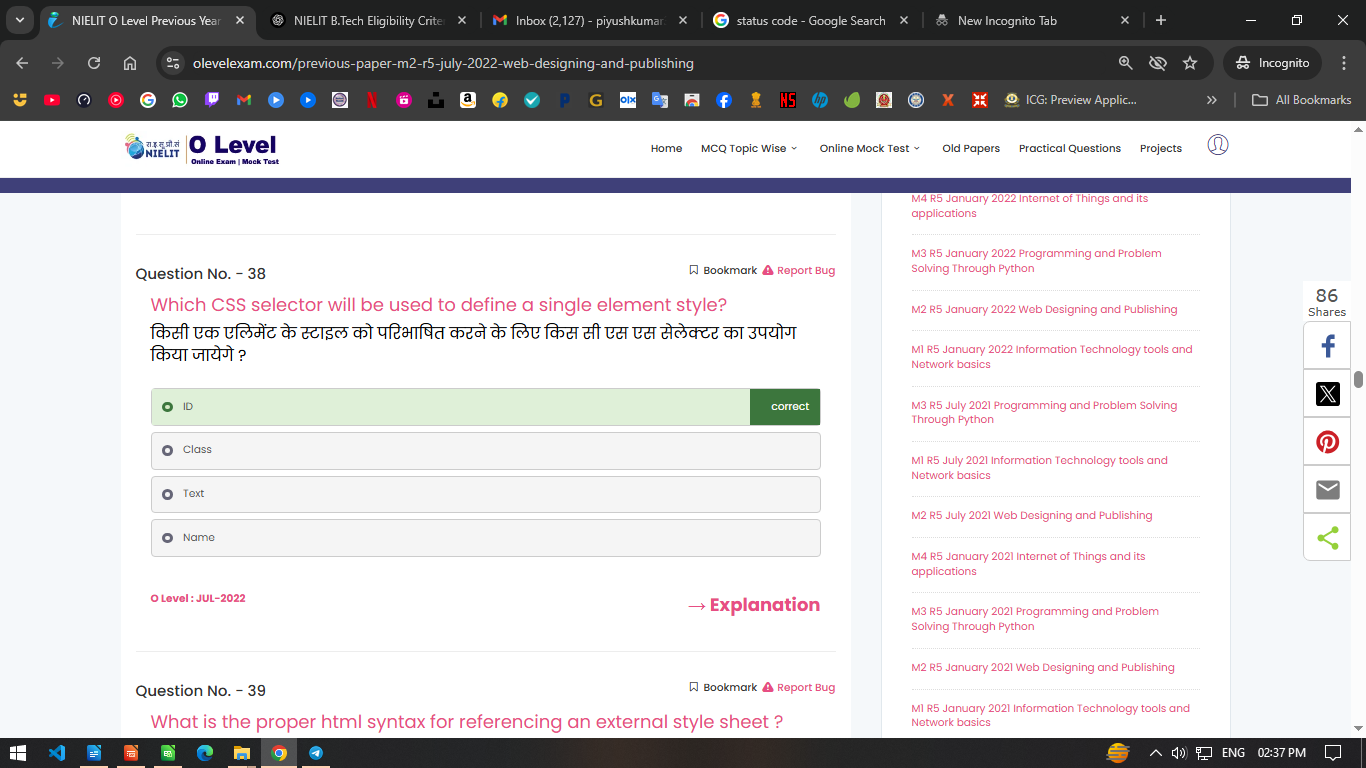 NIELIT O Level Previous Year
NIELIT B.Tech Eligibility Criter
Inbox (2,127) - piyushkumar
status code - Google Search
New Incognito Tab
olevelexam.com/previous-paper-m2-r5-july-2022-web-designing-and-publishing
Incognito
ICG: Preview Applic...
All Bookmarks
रा.इ.सू.प्रौ.सं
NIELIT
O Level
Online Exam | Mock Test
Home
MCQ Topic Wise
Online Mock Test
Old Papers
Practical Questions
Projects
Question No. - 38
Bookmark
Report Bug
Which CSS selector will be used to define a single element style?
किसी एक एलिमेंट के स्टाइल को परिभाषित करने के लिए किस सी एस एस सेलेक्टर का उपयोग
किया जायेगे ?
ID
correct
Class
Text
Name
O Level : JUL-2022
→ Explanation
Question No. - 39
Bookmark
Report Bug
What is the proper html syntax for referencing an external style sheet ?
M4 R5 January 2022 Internet of Things and its
applications
M3 R5 January 2022 Programming and Problem
Solving Through Python
M2 R5 January 2022 Web Designing and Publishing
M1 R5 January 2022 Information Technology tools and
Network basics
M3 R5 July 2021 Programming and Problem Solving
Through Python
M1 R5 July 2021 Information Technology tools and
Network basics
M2 R5 July 2021 Web Designing and Publishing
M4 R5 January 2021 Internet of Things and its
applications
M3 R5 January 2021 Programming and Problem
Solving Through Python
M2 R5 January 2021 Web Designing and Publishing
M1 R5 January 2021 Information Technology tools and
Network basics
86
Shares
ENG
02:37 PM